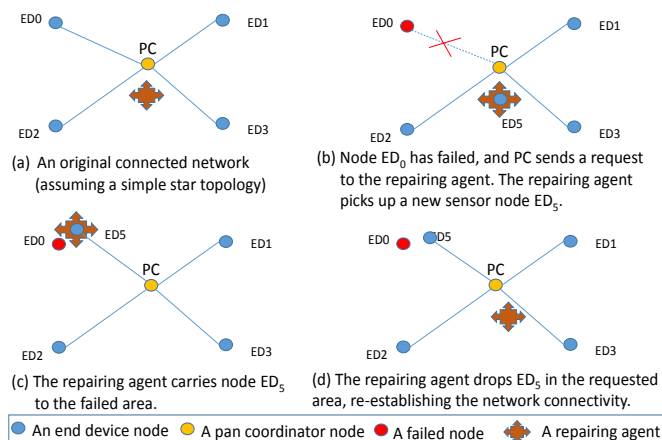 ED0
ED1
PC
ED2
ED3
(a) An original connected network
(assuming a simple star topology)
ED0
ED1
PC
ED5
ED2
ED3
(b) Node ED0 has failed, and PC sends a request
to the repairing agent. The repairing agent
picks up a new sensor node ED5.
ED5
ED0
ED1
PC
ED2
ED3
(c) The repairing agent carries node ED5
to the failed area.
ED0
ED5
ED1
PC
ED2
ED3
(d) The repairing agent drops ED5 in the requested
area, re-establishing the network connectivity.
An end device node A pan coordinator node A failed node A repairing agent